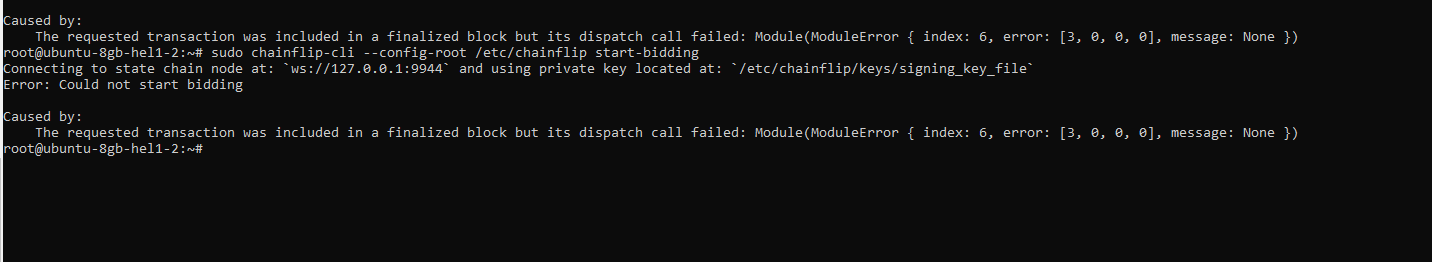 Caused by:
The requested transaction was included in a finalized block but its dispatch call failed: Module(ModuleError { index: 6, error: [3, 0, 0, 0], message: None })
root@ubuntu-8gb-hel1-2:~# sudo chainflip-cli --config-root /etc/chainflip start-bidding
Connecting to state chain node at: `ws://127.0.0.1:9944` and using private key located at: `/etc/chainflip/keys/signing_key_file`
Error: Could not start bidding
Caused by:
The requested transaction was included in a finalized block but its dispatch call failed: Module(ModuleError { index: 6, error: [3, 0, 0, 0], message: None })
root@ubuntu-8gb-hel1-2:~#